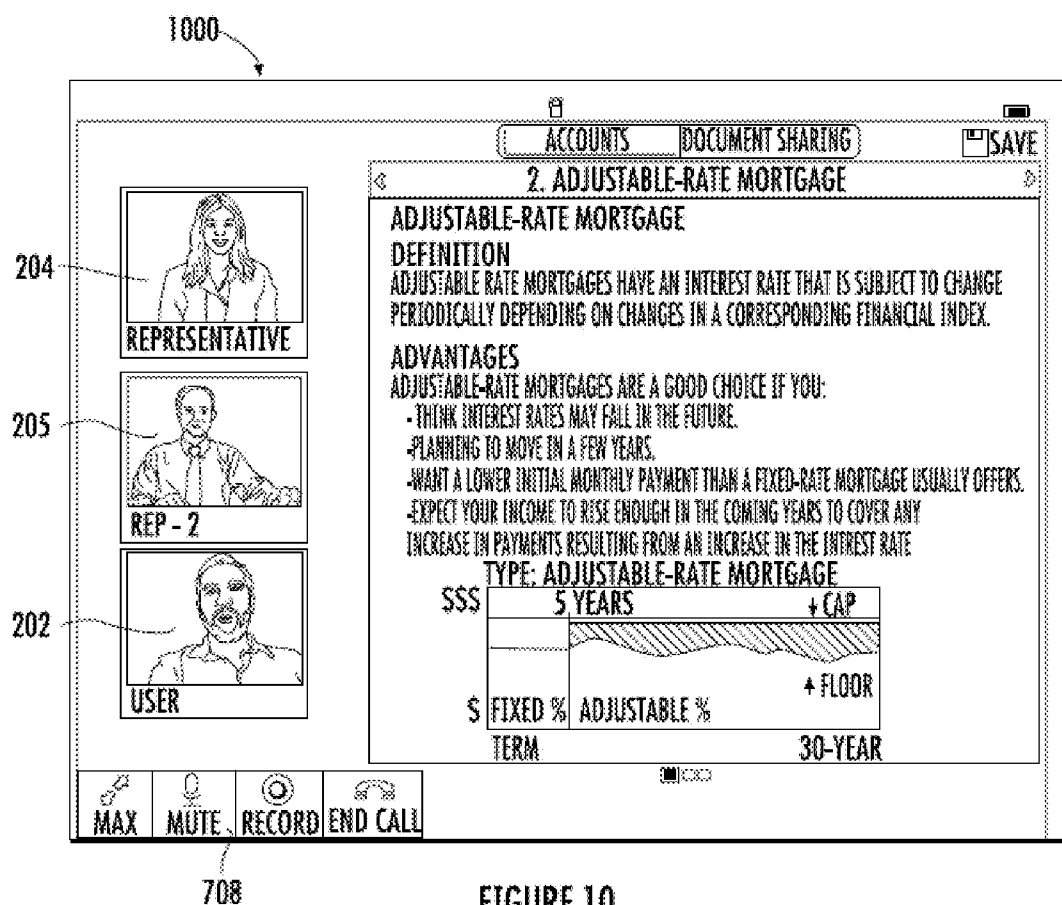 1000
ACCOUNTS
DOCUMENT SHARING
SAVE
2. ADJUSTABLE-RATE MORTGAGE
204
REPRESENTATIVE
205
REP - 2
202
USER
ADJUSTABLE-RATE MORTGAGE
DEFINITION
ADJUSTABLE RATE MORTGAGES HAVE AN INTEREST RATE THAT IS SUBJECT TO CHANGE
PERIODICALLY DEPENDING ON CHANGES IN A CORRESPONDING FINANCIAL INDEX.
ADVANTAGES
ADJUSTABLE-RATE MORTGAGES ARE A GOOD CHOICE IF YOU:
- THINK INTEREST RATES MAY FALL IN THE FUTURE.
-PLANNING TO MOVE IN A FEW YEARS.
-WANT A LOWER INITIAL MONTHLY PAYMENT THAN A FIXED-RATE MORTGAGE USUALLY OFFERS.
-EXPECT YOUR INCOME TO RISE ENOUGH IN THE COMING YEARS TO COVER ANY
INCREASE IN PAYMENTS RESULTING FROM AN INCREASE IN THE INTREST RATE
TYPE: ADJUSTABLE-RATE MORTGAGE
$$$
5 YEARS
CAP
FLOOR
$
FIXED %
ADJUSTABLE %
TERM
30-YEAR
MAX
MUTE
RECORD
END CALL
708
FIGURE 10